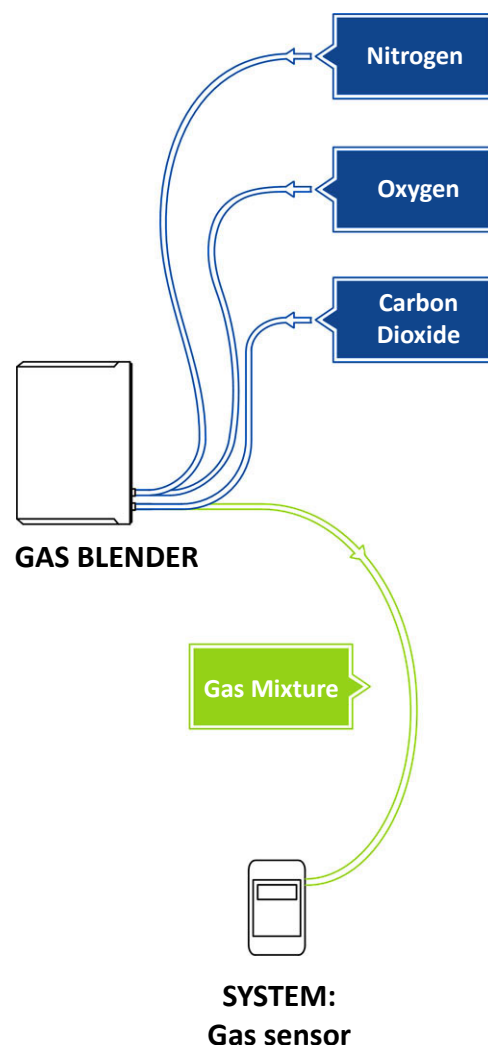 Nitrogen
Oxygen
Carbon
Dioxide
GAS BLENDER
Gas Mixture
SYSTEM:
Gas sensor